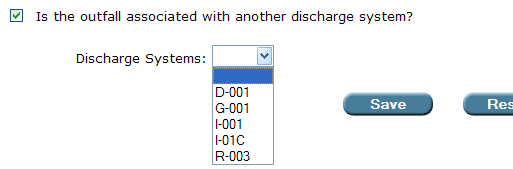 Is the outfall associated with another discharge system?
Discharge Systems:
D-001
G-001
I-001
I-01C
R-003
Save
Res